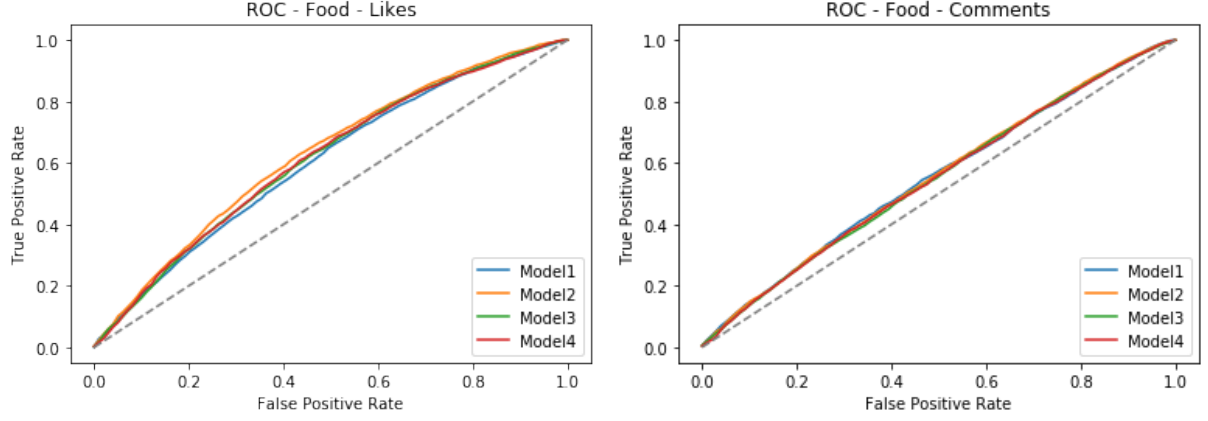 ROC - Food - Likes
True Positive Rate
1.0
0.8
0.6
0.4
0.2
0.0
Model1
Model2
Model3
Model4
0.0 0.2 0.4 0.6 0.8 1.0
False Positive Rate
ROC - Food - Comments
True Positive Rate
1.0
0.8
0.6
0.4
0.2
0.0
Model1
Model2
Model3
Model4
0.0 0.2 0.4 0.6 0.8 1.0
False Positive Rate